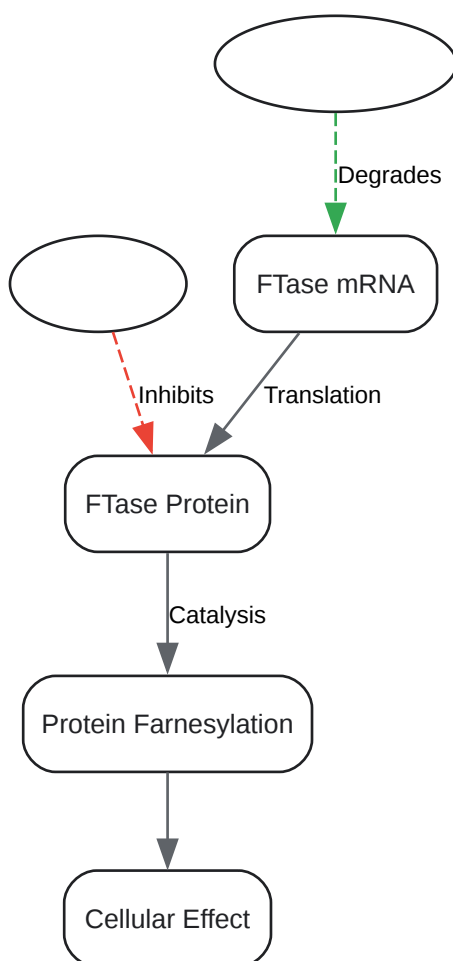 Degrades
FTase mRNA
Inhibits
Translation
FTase Protein
Catalysis
Protein Farnesylation
Cellular Effect